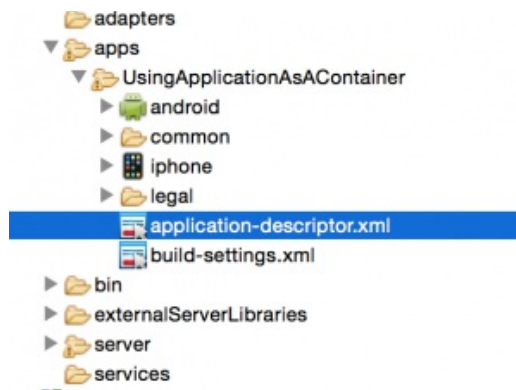 adapters
apps
UsingApplicationAsAContainer
android
common
iphone
legal
application-descriptor.xml
build-settings.xml
bin
externalServerLibraries
server
services